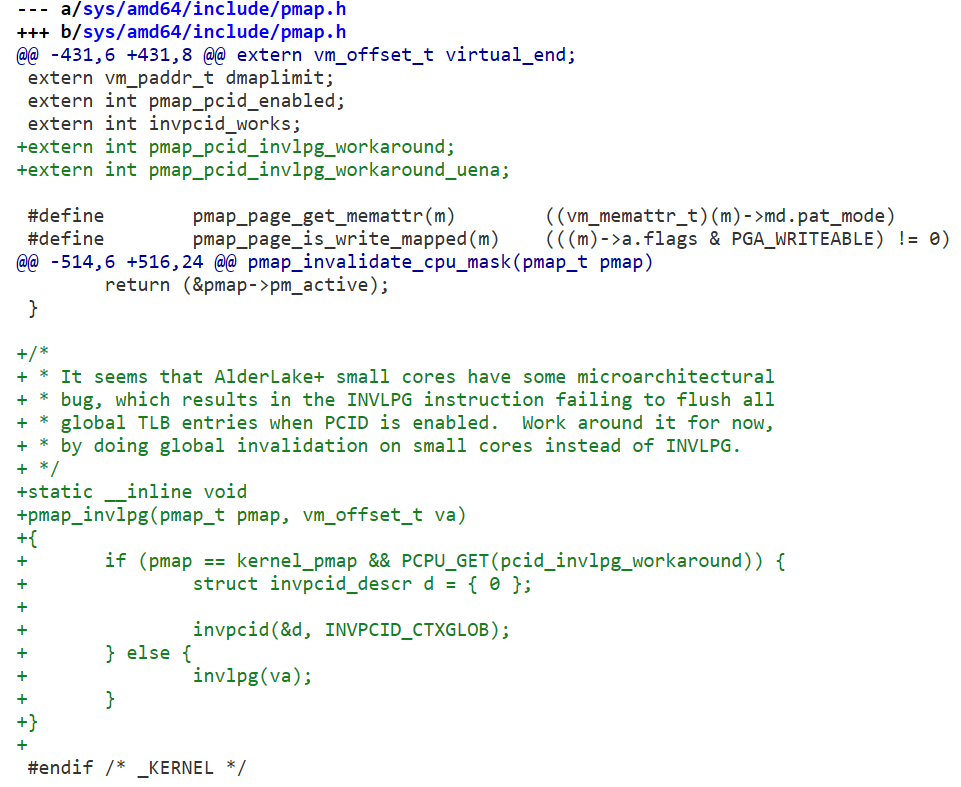 --- a/sys/amd64/include/pmap.h
+++ b/sys/amd64/include/pmap.h
@@ -431,6 +431,8 @@ extern vm_offset_t virtual_end;
 extern vm_paddr_t dmaplimit;
 extern int pmap_pcid_enabled;
 extern int invpcid_works;
+extern int pmap_pcid_invlpg_workaround;
+extern int pmap_pcid_invlpg_workaround_uena;

 #define        pmap_page_get_memattr(m)        ((vm_memattr_t)(m)->md.pat_mode)
 #define        pmap_page_is_write_mapped(m)    (((m)->a.flags & PGA_WRITEABLE) != 0)
@@ -514,6 +516,24 @@ pmap_invalidate_cpu_mask(pmap_t pmap)
        return (&pmap->pm_active);
 }

+/*
+ * It seems that AlderLake+ small cores have some microarchitectural
+ * bug, which results in the INVLPG instruction failing to flush all
+ * global TLB entries when PCID is enabled.  Work around it for now,
+ * by doing global invalidation on small cores instead of INVLPG.
+ */
+static __inline void
+pmap_invlpg(pmap_t pmap, vm_offset_t va)
+{
+       if (pmap == kernel_pmap && PCPU_GET(pcid_invlpg_workaround)) {
+               struct invpcid_descr d = { 0 };
+
+               invpcid(&d, INVPCID_CTXGLOB);
+       } else {
+               invlpg(va);
+       }
+}
+
 #endif /* _KERNEL */